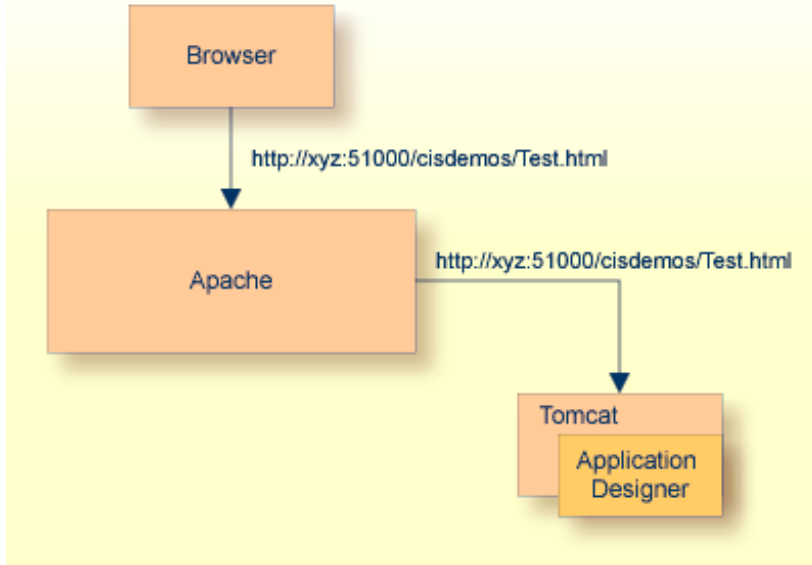 Browser
http://xyz:51000/cisdemos/Test.html
Apache
http://xyz:51000/cisdemos/Test.html
Tomcat
Application
Designer